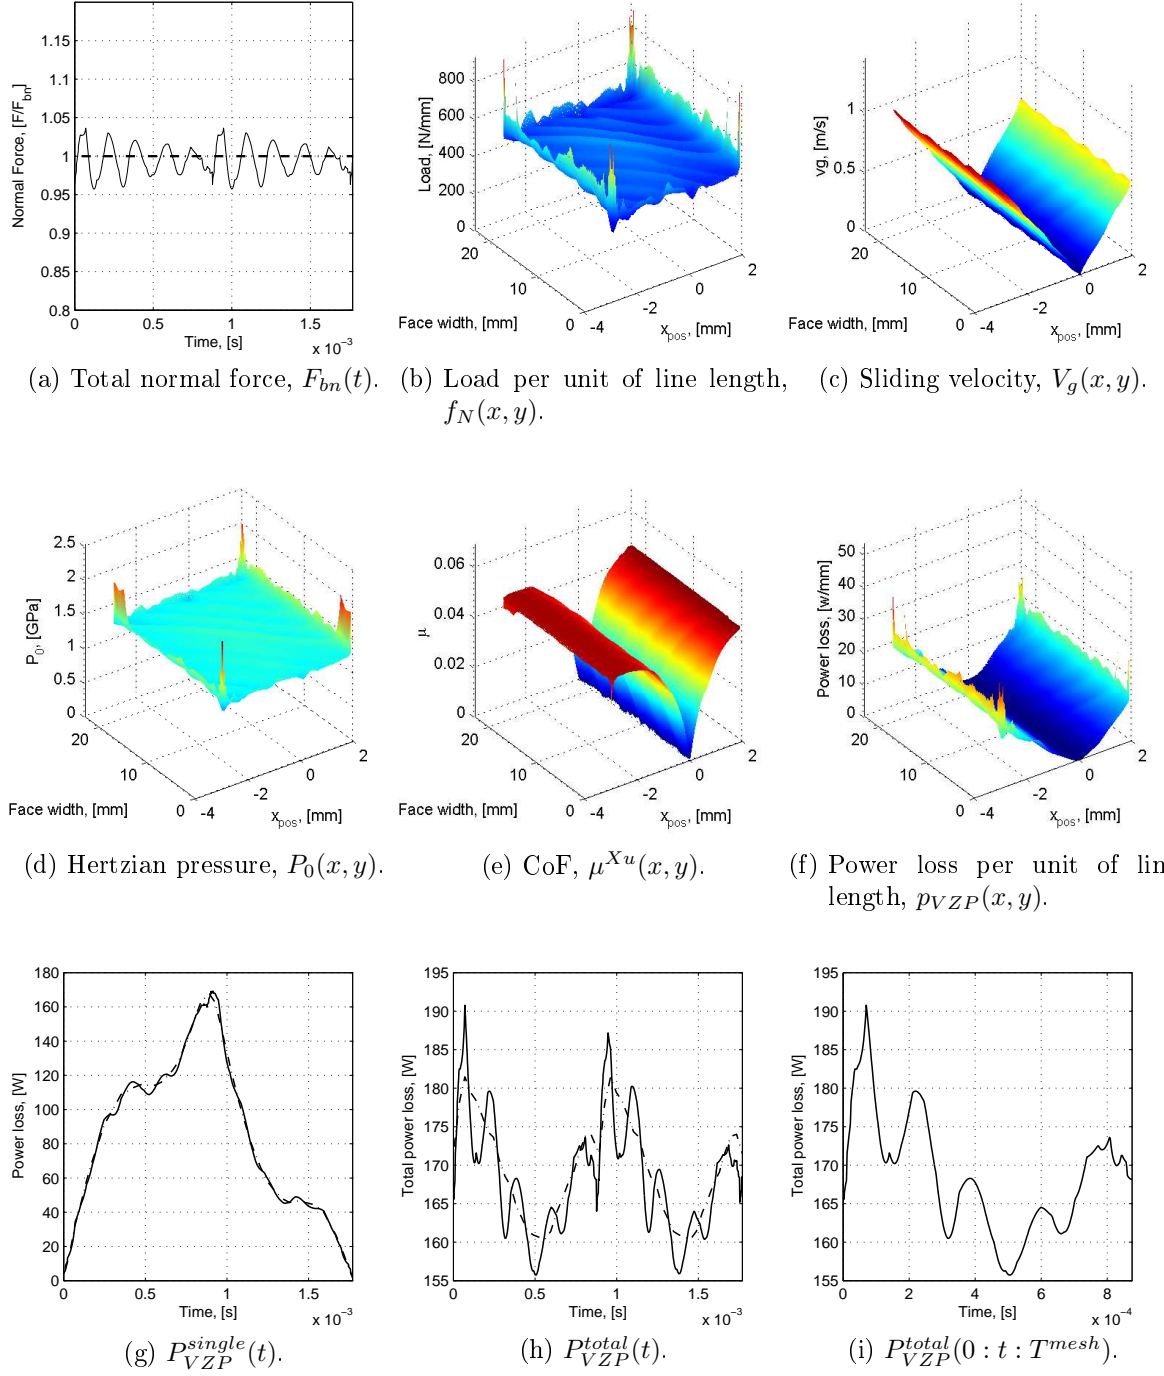 1.15
1.1
1.05
1
0.95
0.9
0.85
0.8
Normal Force, [F/F_bn]
0 0.5 1 1.5
Time, [s]
x 10⁻³
(a) Total normal force, F_bn(t).
800
600
400
200
0
Load, [N/mm]
20 10 0
-4 -2 0 2
Face width, [mm]
x_pos, [mm]
(b) Load per unit of line length,
f_N(x, y).
1
0.5
0
vg, [m/s]
20 10 0
-4 -2 0 2
Face width, [mm]
x_pos, [mm]
(c) Sliding velocity, V_g(x, y).
2.5
2
1.5
1
0.5
0
P_0, [GPa]
20 10 0
-4 -2 0 2
Face width, [mm]
x_pos, [mm]
(d) Hertzian pressure, P_0(x, y).
0.06
0.04
0.02
0
μ
20 10 0
-4 -2 0 2
Face width, [mm]
x_pos, [mm]
(e) CoF, μ^Xu(x, y).
50
40
30
20
10
0
Power loss, [w/mm]
20 10 0
-4 -2 0 2
Face width, [mm]
x_pos, [mm]
(f) Power loss per unit of lin
length, p_VZP(x, y).
180
160
140
120
100
80
60
40
20
0
Power loss, [W]
0 0.5 1 1.5
Time, [s]
x 10⁻³
(g) P_VZP^single(t).
195
190
185
180
175
170
165
160
155
Total power loss, [W]
0 0.5 1 1.5
Time, [s]
x 10⁻³
(h) P_VZP^total(t).
195
190
185
180
175
170
165
160
155
Total power loss, [W]
0 2 4 6 8
Time, [s]
x 10⁻⁴
(i) P_VZP^total(0 : t : T^mesh).